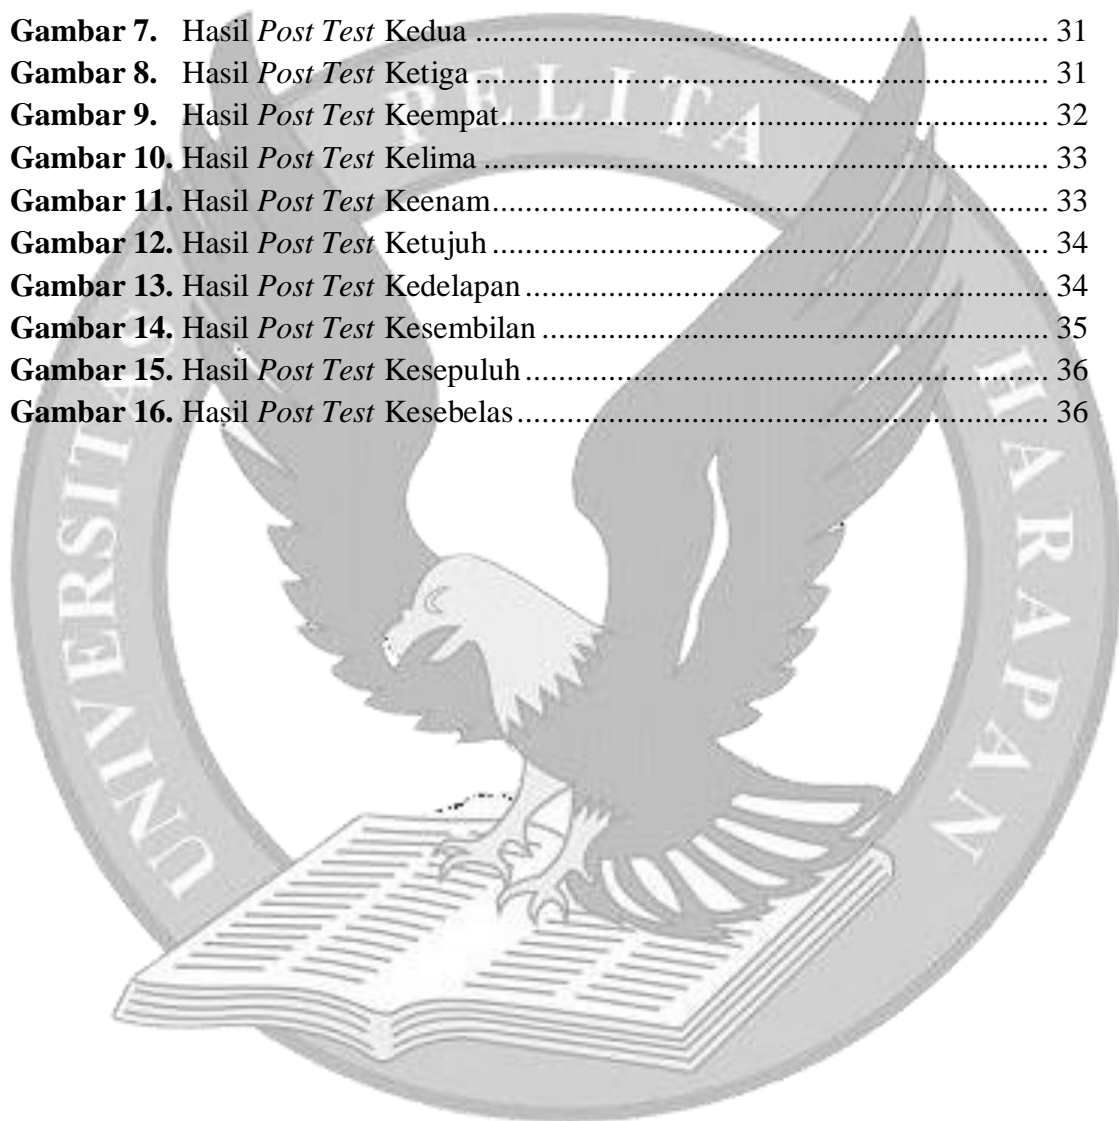 Gambar 7. Hasil Post Test Kedua ........................................................................ 31
Gambar 8. Hasil Post Test Ketiga ........................................................................ 31
Gambar 9. Hasil Post Test Keempat..................................................................... 32
Gambar 10. Hasil Post Test Kelima ....................................................................... 33
Gambar 11. Hasil Post Test Keenam...................................................................... 33
Gambar 12. Hasil Post Test Ketujuh ...................................................................... 34
Gambar 13. Hasil Post Test Kedelapan .................................................................. 34
Gambar 14. Hasil Post Test Kesembilan ................................................................ 35
Gambar 15. Hasil Post Test Kesepuluh .................................................................. 36
Gambar 16. Hasil Post Test Kesebelas ................................................................... 36
UNIVERSITAS PELITA HARAPAN